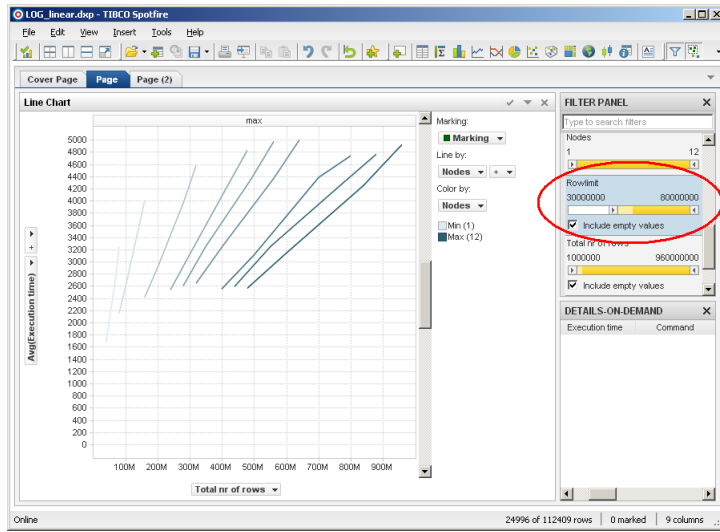 LOG_linear.dxp - TIBCO Spotfire
File Edit View Insert Tools Help
Cover Page Page Page (2)
Line Chart
max
5000
4800
4600
4400
4200
4000
3800
3600
3400
3200
3000
2800
2600
2400
2200
2000
1800
1600
1400
1200
1000
800
600
400
200
0
Avg(Execution time)
+
100M 200M 300M 400M 500M 600M 700M 800M 900M
Total nr of rows
Marking:
Marking
Line by:
Nodes +
Color by:
Nodes
Min (1)
Max (12)
FILTER PANEL
Type to search filters
Nodes
1 12
Rowlimit
30000000 80000000
Include empty values
Total nr of rows
1000000 960000000
Include empty values
DETAILS-ON-DEMAND
Execution time Command
Online 24996 of 112409 rows 0 marked 9 columns